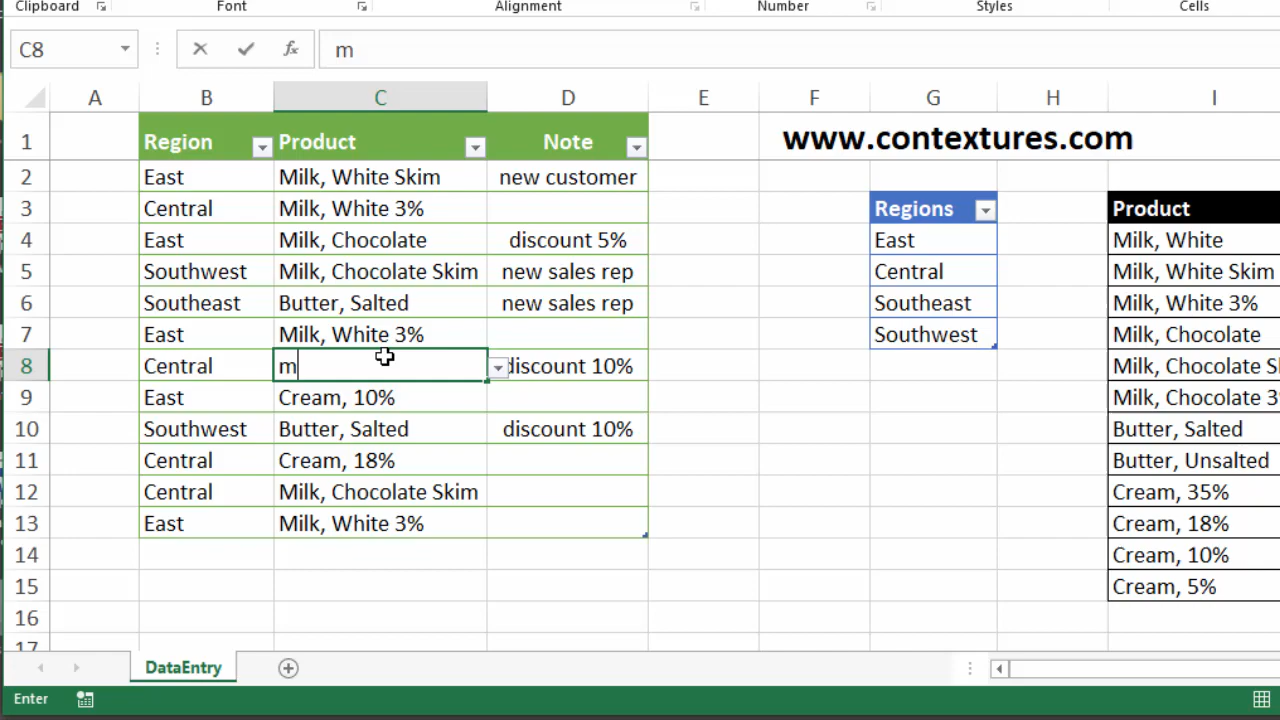 Clipboard Font Alignment Number Styles Cells
C8 fx m
A B C D E F G H I
1 Region Product Note www.contextures.com
2 East Milk, White Skim new customer
3 Central Milk, White 3% Regions Product
4 East Milk, Chocolate discount 5% East Milk, White
5 Southwest Milk, Chocolate Skim new sales rep Central Milk, White Skim
6 Southeast Butter, Salted new sales rep Southeast Milk, White 3%
7 East Milk, White 3% Southwest Milk, Chocolate
8 Central m discount 10% Milk, Chocolate Sk
9 East Cream, 10% Milk, Chocolate 3%
10 Southwest Butter, Salted discount 10% Butter, Salted
11 Central Cream, 18% Butter, Unsalted
12 Central Milk, Chocolate Skim Cream, 35%
13 East Milk, White 3% Cream, 18%
14 Cream, 10%
15 Cream, 5%
16
17
DataEntry
Enter